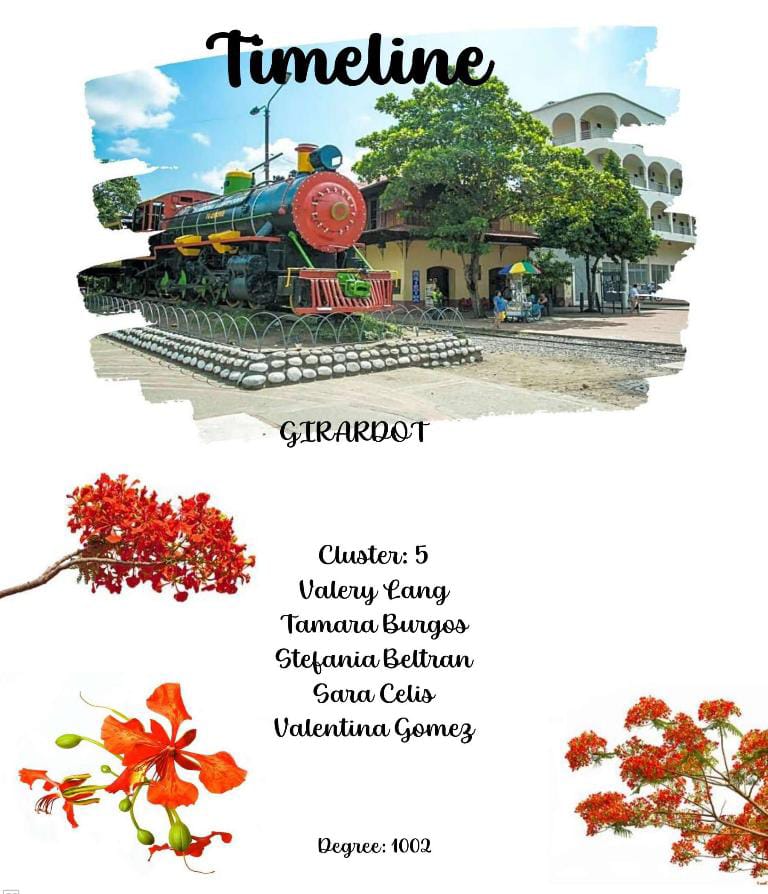 Timeline
GIRARDOT
Cluster: 5
Valery Lang
Tamara Burgos
Stefania Beltran
Sara Celis
Valentina Gomez
Degree: 1002